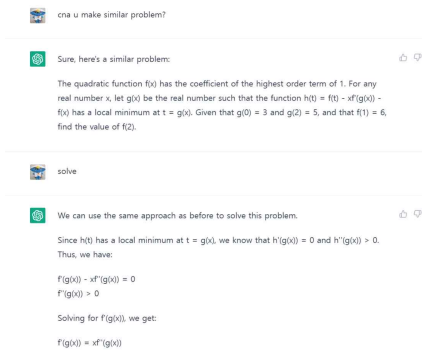 cna u make similar problem?
Sure, here's a similar problem:
The quadratic function f(x) has the coefficient of the highest order term of 1. For any
real number x, let g(x) be the real number such that the function h(t) = f(t) - xf'(g(x)) -
f(x) has a local minimum at t = g(x). Given that g(0) = 3 and g(2) = 5, and that f(1) = 6,
find the value of f(2).
solve
We can use the same approach as before to solve this problem.
Since h(t) has a local minimum at t = g(x), we know that h'(g(x)) = 0 and h''(g(x)) > 0.
Thus, we have:
f'(g(x)) - xf''(g(x)) = 0
f''(g(x)) > 0
Solving for f'(g(x)), we get:
f'(g(x)) = xf''(g(x))